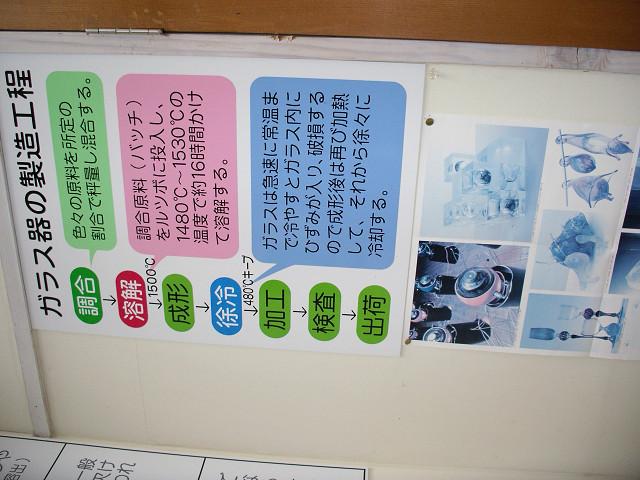 ガラス器の製造工程
調合
色々の原料を所定の
割合で秤量し混合する。
溶解
調合原料（バッチ）
をルツボに投入し、
1480℃〜1530℃の
温度で約16時間かけ
て溶解する。
1500℃
成形
徐冷
ガラスは急速に常温ま
で冷やすとガラス内に
ひずみが入り、破損する
ので成形後は再び加熱
して、それから徐々に
冷却する。
480℃キープ
加工
検査
出荷
一般